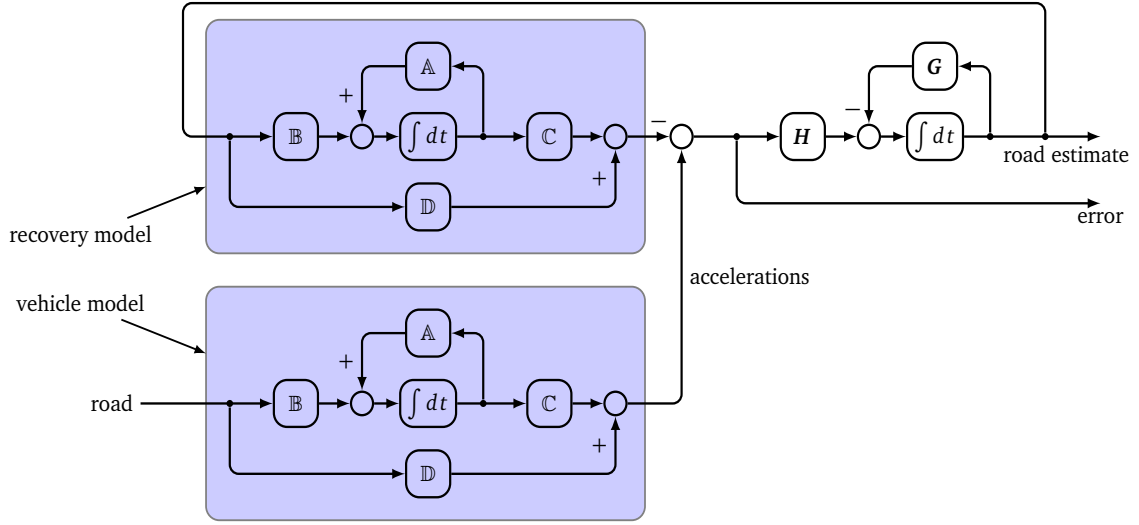 𝔸
G
+
−
𝔹
∫ dt
ℂ
−
H
∫ dt
road estimate
+
𝔻
error
recovery model
accelerations
vehicle model
𝔸
+
road
𝔹
∫ dt
ℂ
+
𝔻